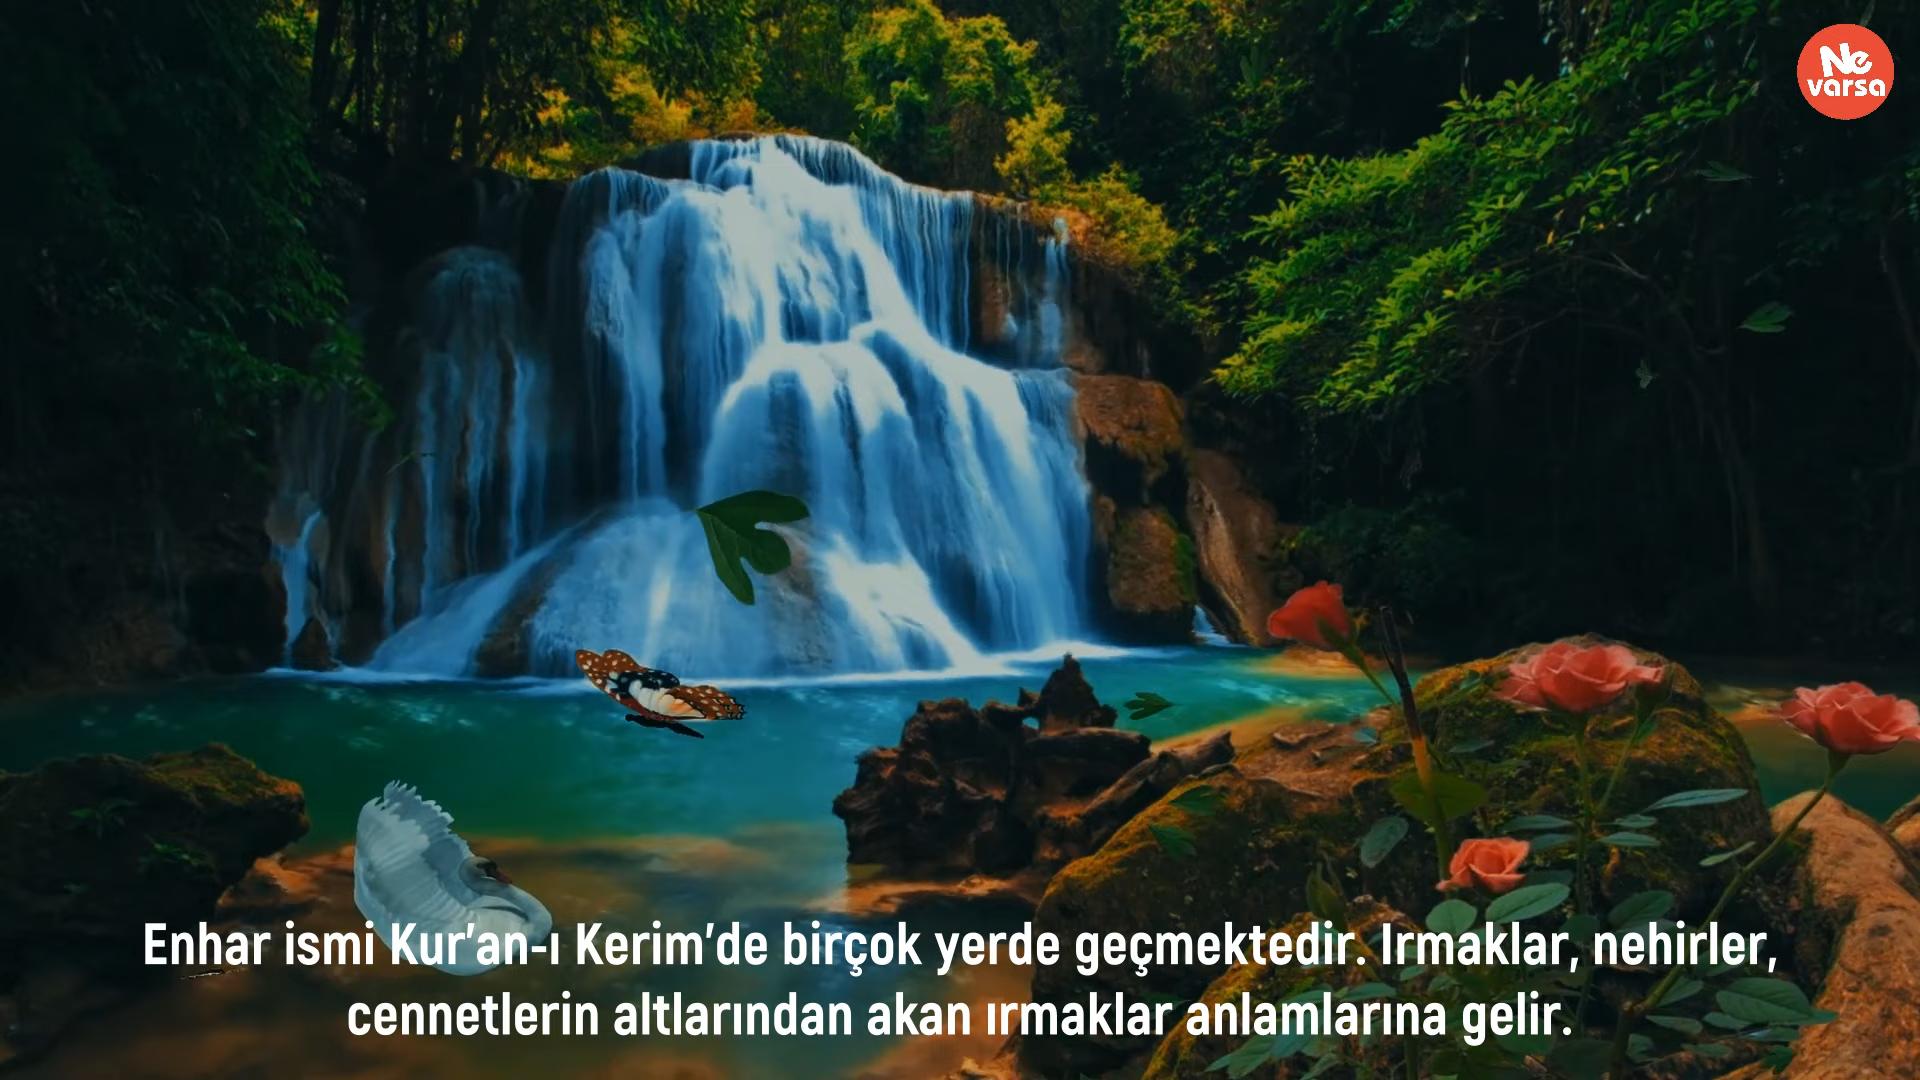 Ne
varsa
Enhar ismi Kur’an-ı Kerim’de birçok yerde geçmektedir. Irmaklar, nehirler,
cennetlerin altlarından akan ırmaklar anlamlarına gelir.